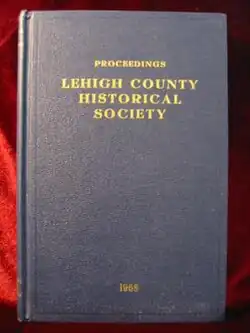 PROCEEDINGS
LEHIGH COUNTY
HISTORICAL
SOCIETY
1968